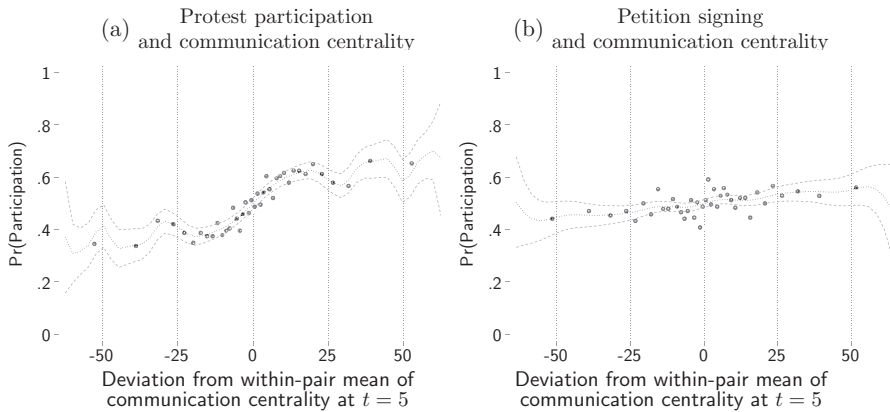 (a) Protest participation
and communication centrality
1
.8
.6
.4
.2
0
Pr(Participation)
-50 -25 0 25 50
Deviation from within-pair mean of
communication centrality at t = 5
(b) Petition signing
and communication centrality
1
.8
.6
.4
.2
0
Pr(Participation)
-50 -25 0 25 50
Deviation from within-pair mean of
communication centrality at t = 5